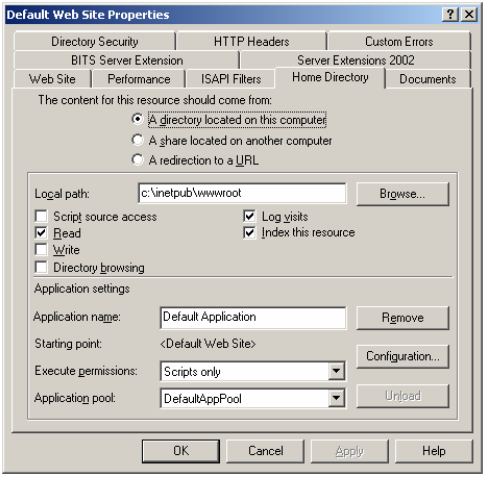 Default Web Site Properties
Directory Security HTTP Headers Custom Errors
BITS Server Extension Server Extensions 2002
Web Site Performance ISAPI Filters Home Directory Documents
The content for this resource should come from:
A directory located on this computer
A share located on another computer
A redirection to a URL
Local path: c:\inetpub\wwwroot Browse...
Script source access Log visits
Read Index this resource
Write
Directory browsing
Application settings
Application name: Default Application Remove
Starting point: <Default Web Site>
Configuration...
Execute permissions: Scripts only
Application pool: DefaultAppPool Unload
OK Cancel Apply Help